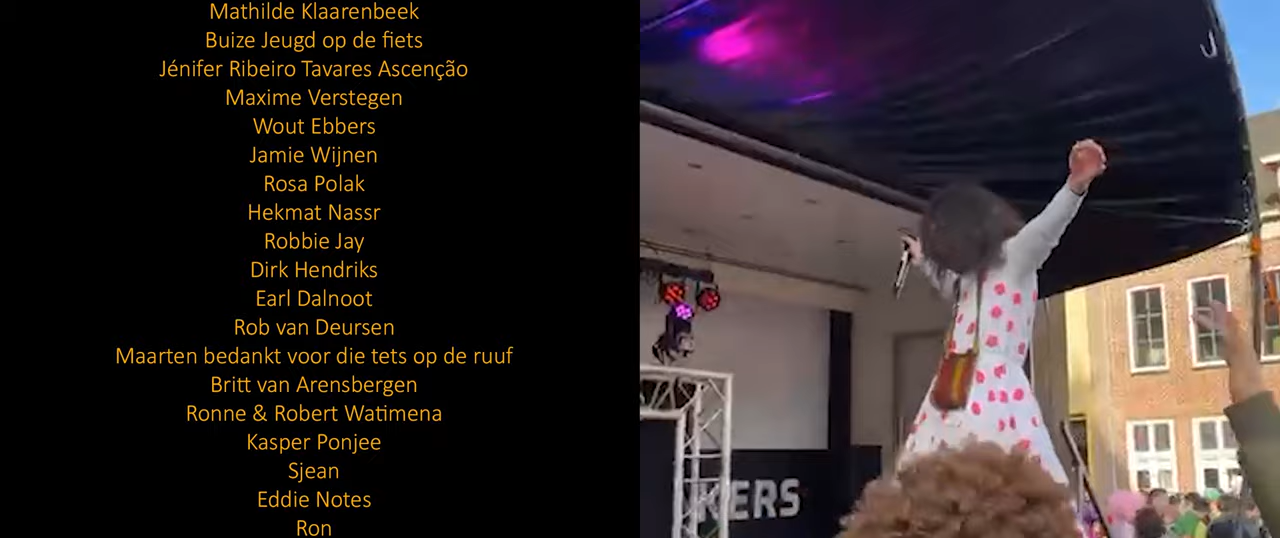 Mathilde Klaarenbeek
Buize Jeugd op de fiets
Jénifer Ribeiro Tavares Ascenção
Maxime Verstegen
Wout Ebbers
Jamie Wijnen
Rosa Polak
Hekmat Nassr
Robbie Jay
Dirk Hendriks
Earl Dalnoot
Rob van Deursen
Maarten bedankt voor die tets op de ruuf
Britt van Arensbergen
Ronne & Robert Watimena
Kasper Ponjee
Sjean
Eddie Notes
Ron
KERS